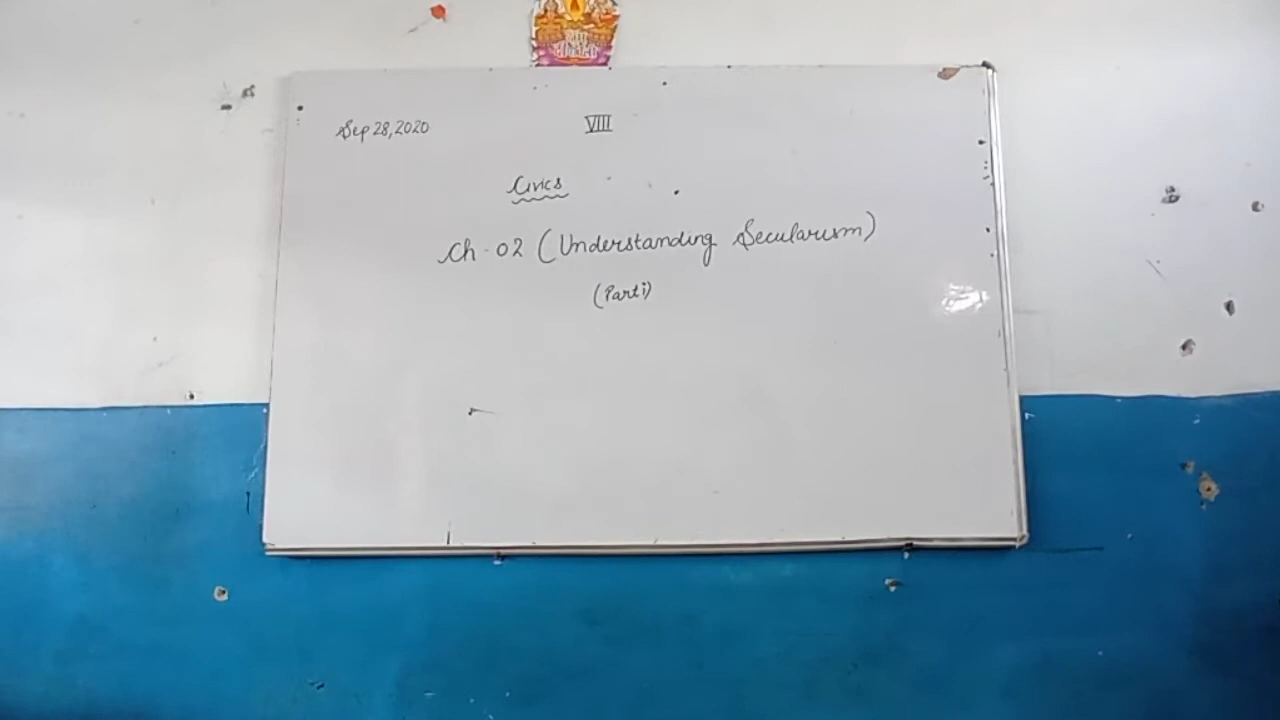 Sep 28, 2020
VIII
Civics
Ch - 02 (Understanding Secularism)
(Part i)